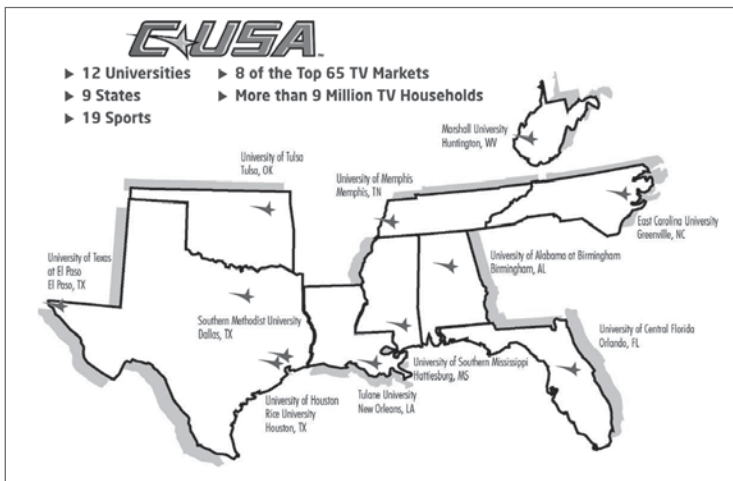 C USA
▶ 12 Universities
▶ 9 States
▶ 19 Sports
▶ 8 of the Top 65 TV Markets
▶ More than 9 Million TV Households
Marshall University
Huntington, WV
University of Tulsa
Tulsa, OK
University of Memphis
Memphis, TN
East Carolina University
Greenville, NC
University of Texas
at El Paso
El Paso, TX
University of Alabama at Birmingham
Birmingham, AL
Southern Methodist University
Dallas, TX
University of Central Florida
Orlando, FL
University of Southern Mississippi
Hattiesburg, MS
Tulane University
New Orleans, LA
University of Houston
Rice University
Houston, TX